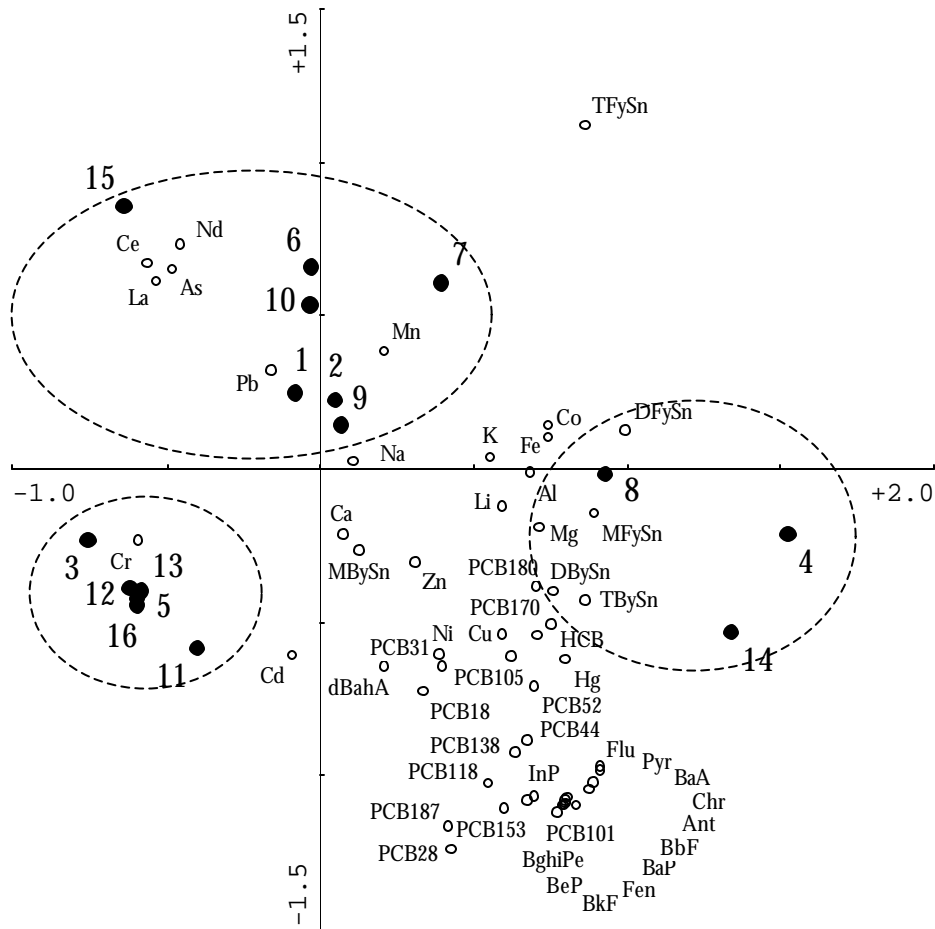 +1.5
TFySn
15
Nd
6
Ce
7
La
As
10
Mn
1
2
Pb
9
DFySn
Co
K
Fe
Na
-1.0
8
+2.0
Al
Li
Ca
Mg
MFySn
4
3
Cr
13
MBySn
PCB180
DBySn
Zn
12
5
PCB170
TBySn
16
Ni
Cu
HCB
PCB31
14
11
Cd
dBahA
PCB105
Hg
PCB18
PCB52
PCB44
PCB138
Flu
Pyr
PCB118
InP
BaA
Chr
PCB187
PCB153
PCB101
Ant
PCB28
BbF
BghiPe
BaP
BeP
Fen
BkF
-1.5